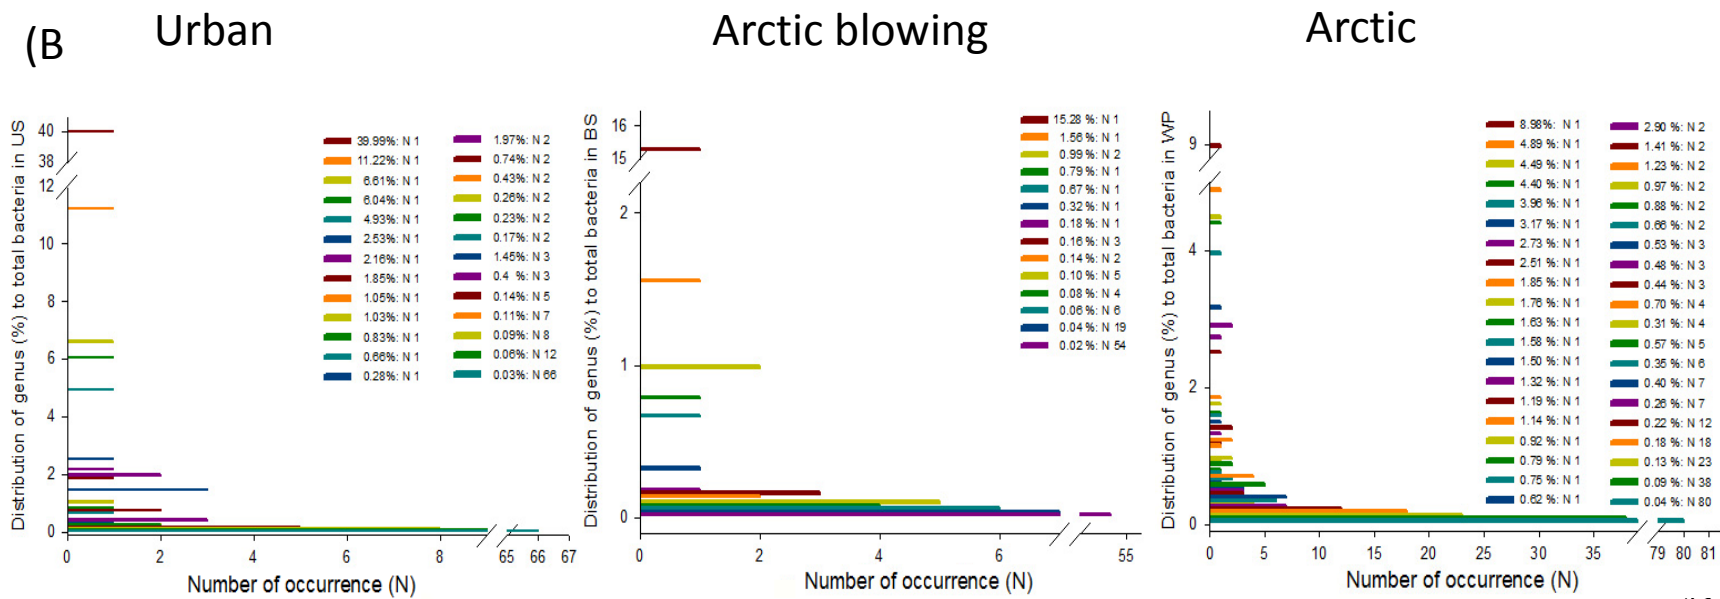 (B
Urban
Arctic blowing
Arctic
Distribution of genus (%) to total bacteria in US
40
38
12
10
8
6
4
2
0
0 2 4 6 8 65 66 67
Number of occurrence (N)
39.99%: N 1
11.22%: N 1
6.61%: N 1
6.04%: N 1
4.93%: N 1
2.53%: N 1
2.16%: N 1
1.85%: N 1
1.05%: N 1
1.03%: N 1
0.83%: N 1
0.66%: N 1
0.28%: N 1
1.97%: N 2
0.74%: N 2
0.43%: N 2
0.26%: N 2
0.23%: N 2
0.17%: N 2
1.45%: N 3
0.4 %: N 3
0.14%: N 5
0.11%: N 7
0.09%: N 8
0.06%: N 12
0.03%: N 66
Distribution of genus (%) to total bacteria in BS
16
15
2
1
0
0 2 4 6 55
Number of occurrence (N)
15.28 %: N 1
1.56 %: N 1
0.99 %: N 2
0.79 %: N 1
0.67 %: N 1
0.32 %: N 1
0.18 %: N 1
0.16 %: N 3
0.14 %: N 2
0.10 %: N 5
0.08 %: N 4
0.06 %: N 6
0.04 %: N 19
0.02 %: N 54
Distribution of genus (%) to total bacteria in WP
9
4
2
0
0 5 10 15 20 25 30 35 79 80 81
Number of occurrence (N)
8.98%: N 1
4.89 %: N 1
4.49 %: N 1
4.40 %: N 1
3.96 %: N 1
3.17 %: N 1
2.73 %: N 1
2.51 %: N 1
1.85 %: N 1
1.76 %: N 1
1.63 %: N 1
1.58 %: N 1
1.50 %: N 1
1.32 %: N 1
1.19 %: N 1
1.14 %: N 1
0.92 %: N 1
0.79 %: N 1
0.75 %: N 1
0.62 %: N 1
2.90 %: N 2
1.41 %: N 2
1.23 %: N 2
0.97 %: N 2
0.88 %: N 2
0.66 %: N 2
0.53 %: N 3
0.48 %: N 3
0.44 %: N 3
0.70 %: N 4
0.31 %: N 4
0.57 %: N 5
0.35 %: N 6
0.40 %: N 7
0.26 %: N 7
0.22 %: N 12
0.18 %: N 18
0.13 %: N 23
0.09 %: N 38
0.04 %: N 80